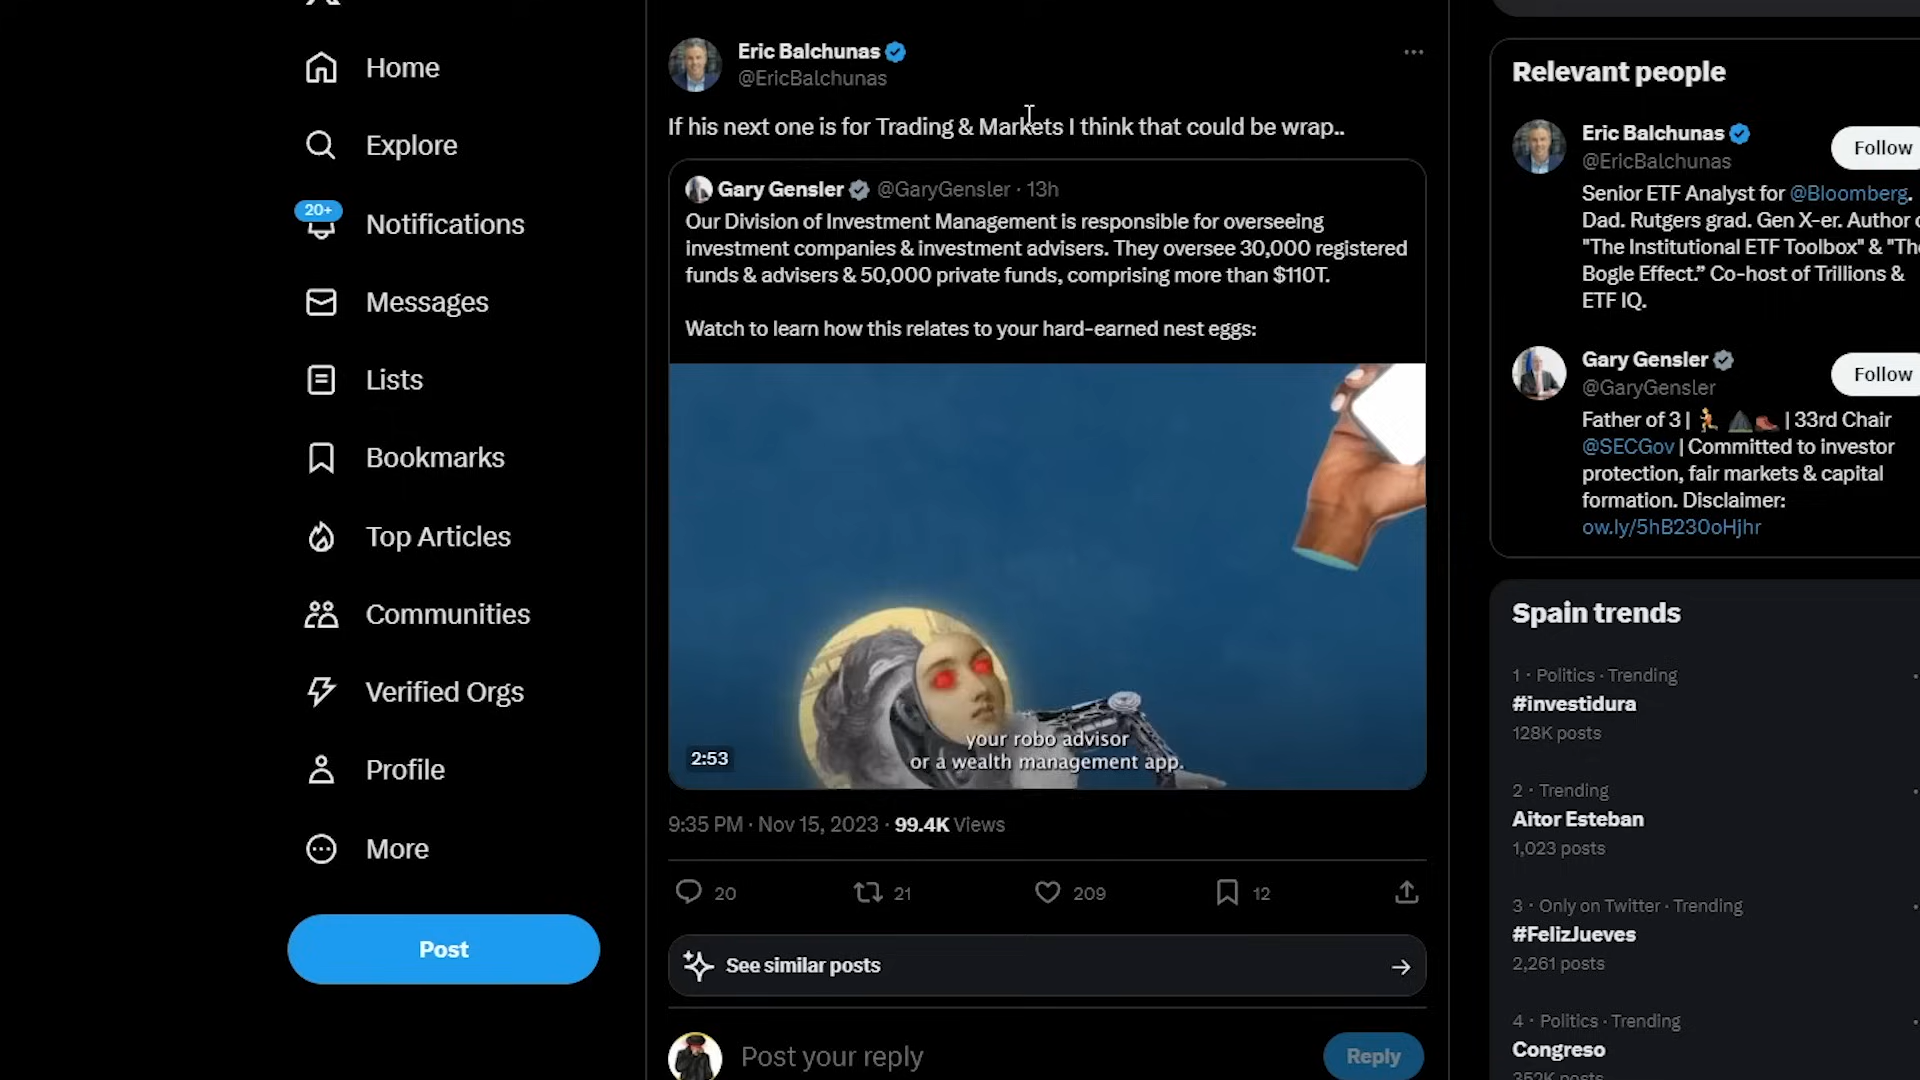 Home
Explore
20+
Notifications
Messages
Lists
Bookmarks
Top Articles
Communities
Verified Orgs
Profile
More
Post
Eric Balchunas
@EricBalchunas
If his next one is for Trading & Markets I think that could be wrap..
Gary Gensler @GaryGensler · 13h
Our Division of Investment Management is responsible for overseeing
investment companies & investment advisers. They oversee 30,000 registered
funds & advisers & 50,000 private funds, comprising more than $110T.
Watch to learn how this relates to your hard-earned nest eggs:
your robo advisor
or a wealth management app.
2:53
9:35 PM · Nov 15, 2023 · 99.4K Views
20 21 209 12
See similar posts
Post your reply
Reply
Relevant people
Eric Balchunas
@EricBalchunas
Follow
Senior ETF Analyst for @Bloomberg.
Dad. Rutgers grad. Gen X-er. Author
"The Institutional ETF Toolbox" & "The
Bogle Effect.” Co-host of Trillions &
ETF IQ.
Gary Gensler
@GaryGensler
Follow
Father of 3 | 🏃 ⛰️🥾 | 33rd Chair
@SECGov | Committed to investor
protection, fair markets & capital
formation. Disclaimer:
ow.ly/5hB230oHjhr
Spain trends
1 · Politics · Trending
#investidura
128K posts
2 · Trending
Aitor Esteban
1,023 posts
3 · Only on Twitter · Trending
#FelizJueves
2,261 posts
4 · Politics · Trending
Congreso
352K posts